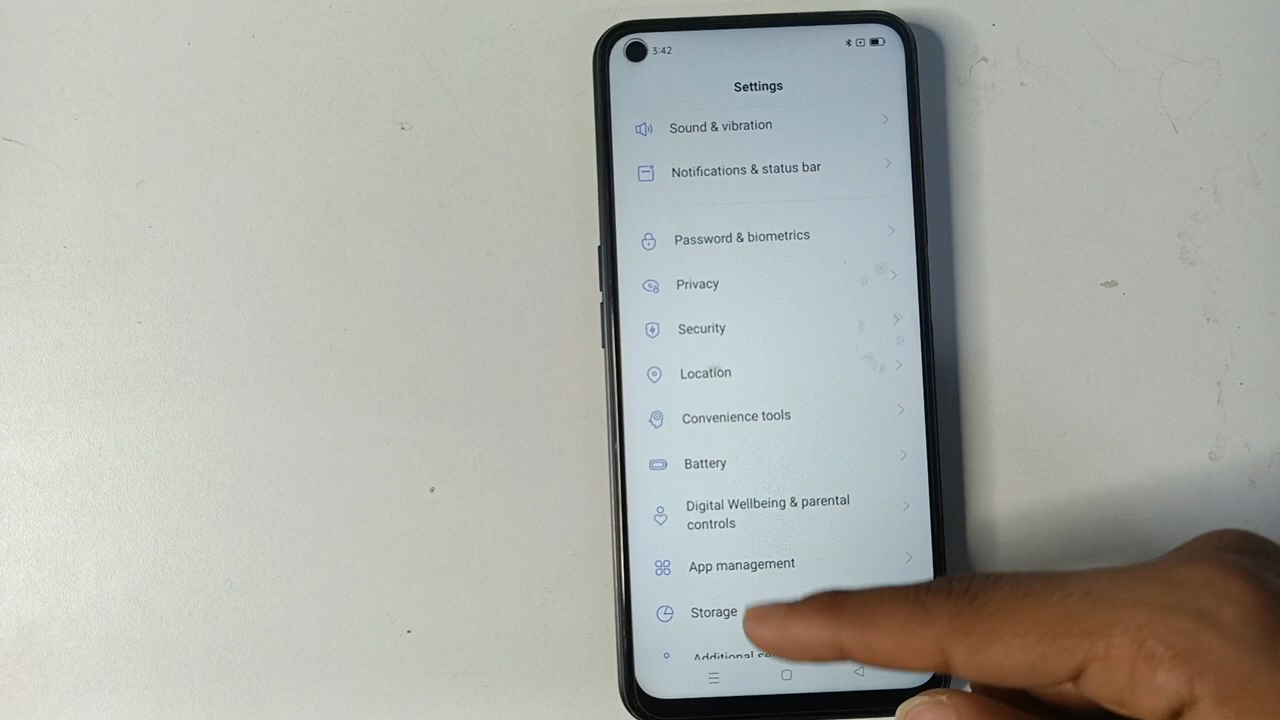 3:42
Settings
Sound & vibration
Notifications & status bar
Password & biometrics
Privacy
Security
Location
Convenience tools
Battery
Digital Wellbeing & parental
controls
App management
Storage
Additional